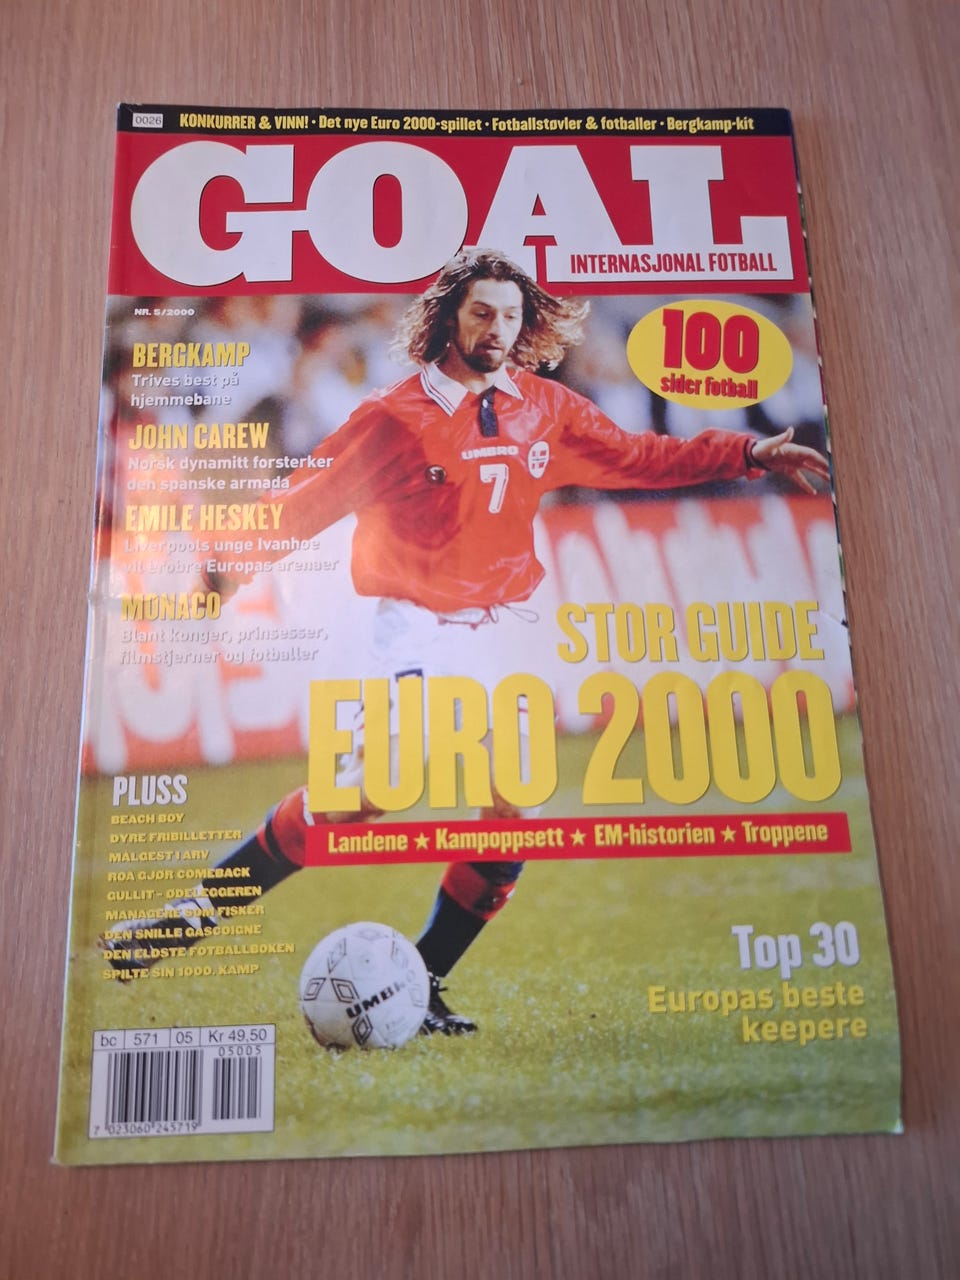 0026
KONKURRER & VINN! · Det nye Euro 2000-spillet · Fotballstøvler & fotballer · Bergkamp-kit
GOAL
INTERNASJONAL FOTBALL
NR. 5/2000
100
sider fotball
BERGKAMP
Trives best på
hjemmebane
JOHN CAREW
Norsk dynamitt forsterker
den spanske armada
EMILE HESKEY
Liverpools unge Ivanhoe
vil erobre Europas arenaer
MONACO
Blant konger, prinsesser,
filmstjerner og fotballer
UMBRO
7
STOR GUIDE
EURO 2000
Landene ★ Kampoppsett ★ EM-historien ★ Troppene
PLUSS
BEACH BOY
DYRE FRIBILLETTER
MÅLGEST I ARV
ROA GJØR COMEBACK
GULLIT - ØDELEGGEREN
MANAGERE SOM FISKER
DEN SNILLE GASCOIGNE
DEN ELDSTE FOTBALLBOKEN
SPILTE SIN 1000. KAMP
UMBRO
Top 30
Europas beste
keepere
bc 571 05 Kr 49,50
05005
7 023060 245719